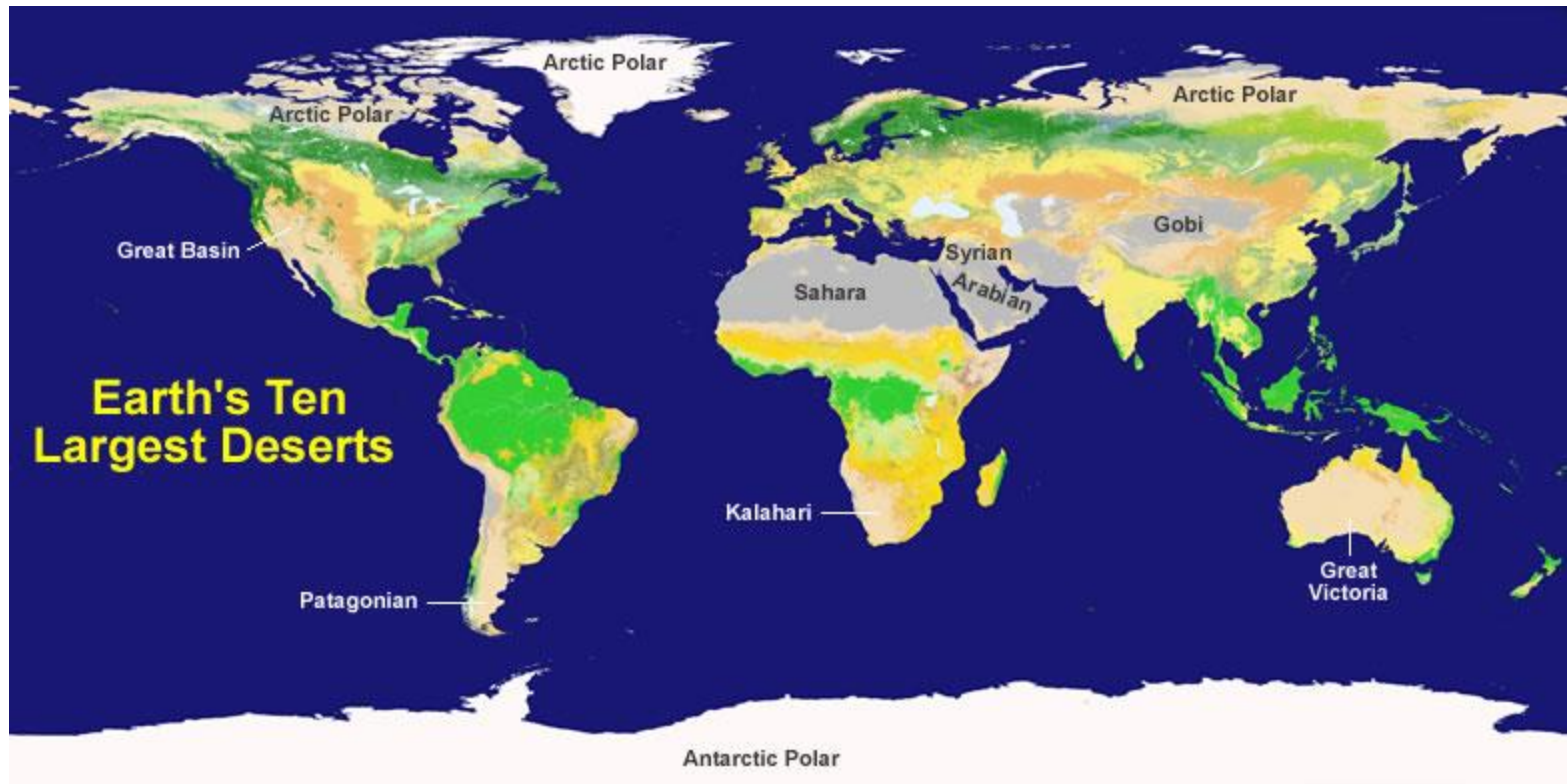 Arctic Polar
Arctic Polar
Arctic Polar
Great Basin
Gobi
Syrian
Arabian
Sahara
Earth's Ten
Largest Deserts
Kalahari
Great
Victoria
Patagonian
Antarctic Polar